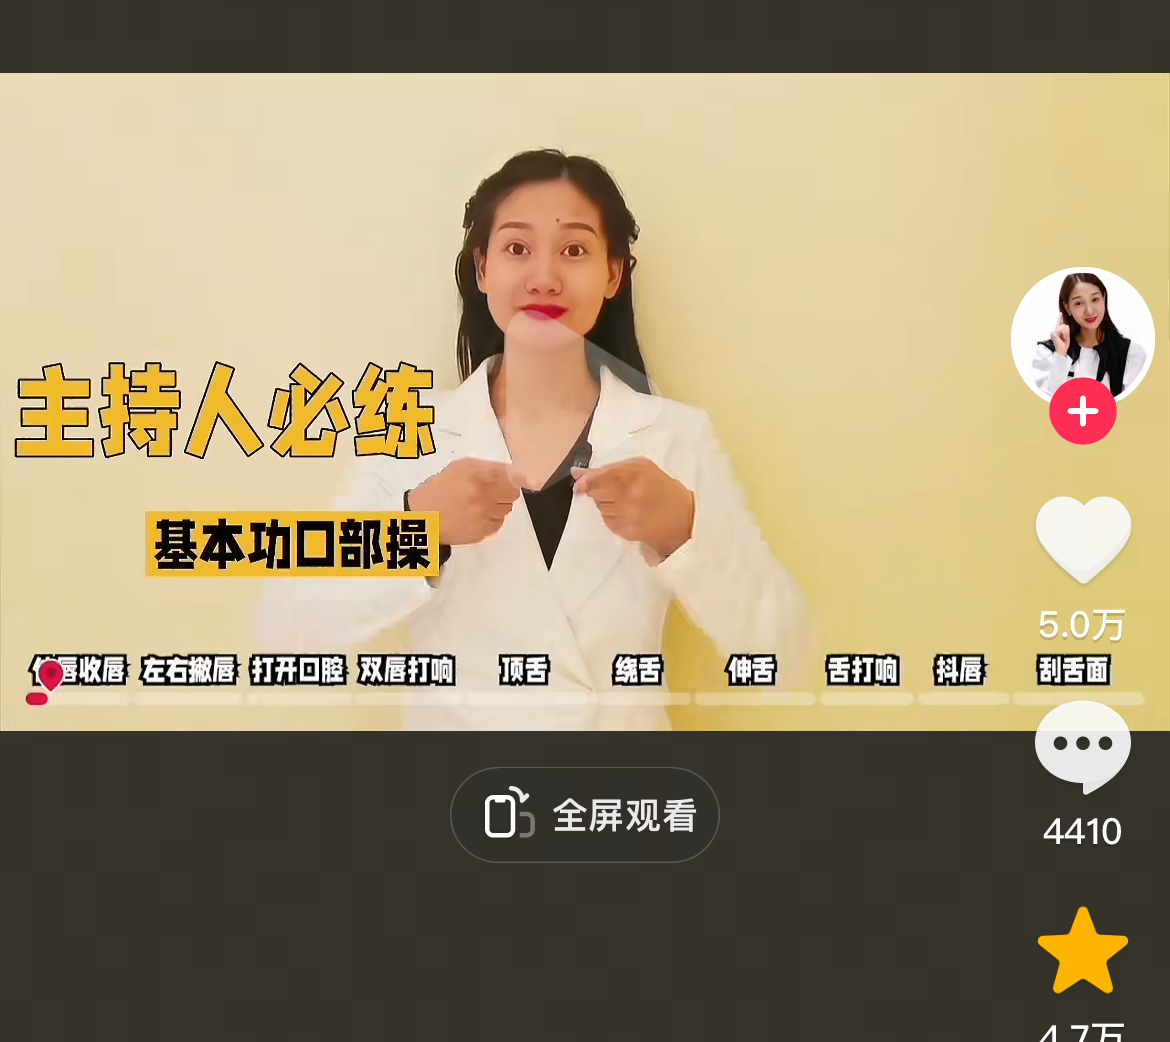 主持人必练
基本功口部操
唇收唇 左右撇唇 打开口腔 双唇打响 顶舌 绕舌 伸舌 舌打响 抖唇 刮舌面
5.0万
全屏观看
4410
4.7万